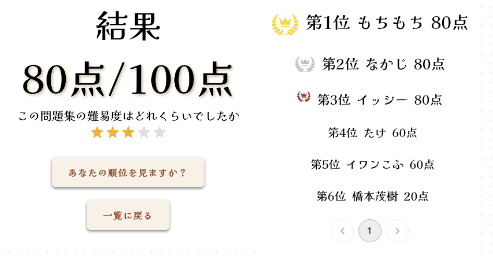 結果
80点/100点
この問題集の難易度はどれくらいでしたか
あなたの順位を見ますか？
一覧に戻る
第1位 もちもち 80点
第2位 なかじ 80点
第3位 イッシー 80点
第4位 たけ 60点
第5位 イワンこふ 60点
第6位 橋本茂樹 20点
1